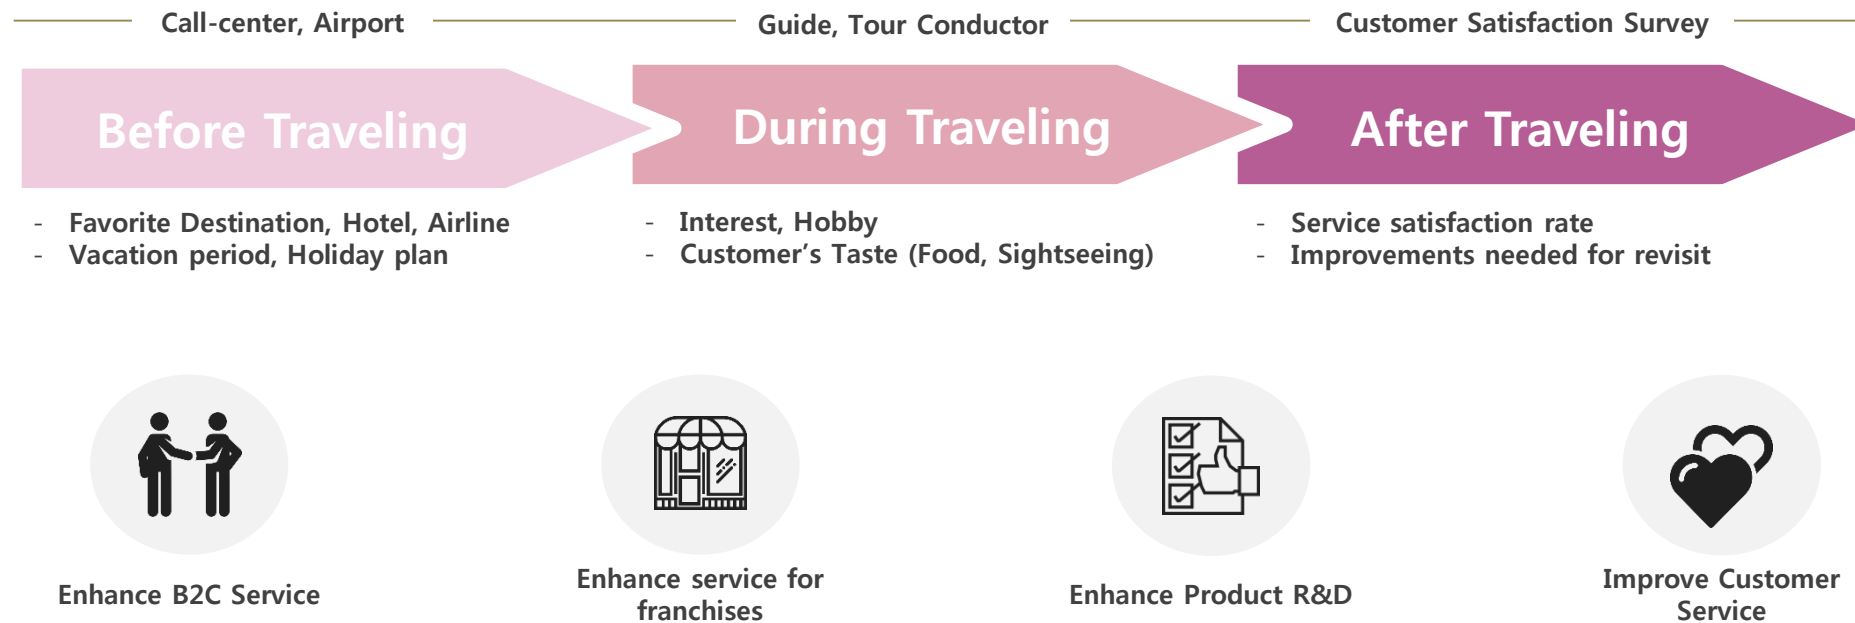 Call-center, Airport
Guide, Tour Conductor
Customer Satisfaction Survey
Before Traveling
During Traveling
After Traveling
- Favorite Destination, Hotel, Airline
- Vacation period, Holiday plan
- Interest, Hobby
- Customer’s Taste (Food, Sightseeing)
- Service satisfaction rate
- Improvements needed for revisit
Enhance B2C Service
Enhance service for
franchises
Enhance Product R&D
Improve Customer
Service